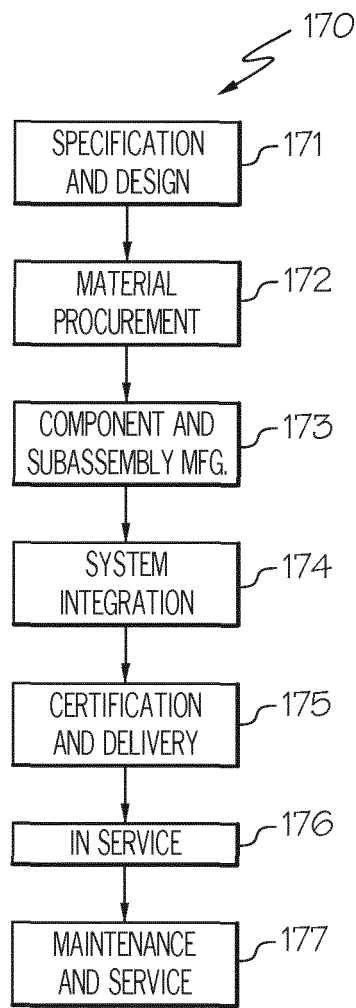 170
SPECIFICATION
AND DESIGN
171
MATERIAL
PROCUREMENT
172
COMPONENT AND
SUBASSEMBLY MFG.
173
SYSTEM
INTEGRATION
174
CERTIFICATION
AND DELIVERY
175
IN SERVICE
176
MAINTENANCE
AND SERVICE
177